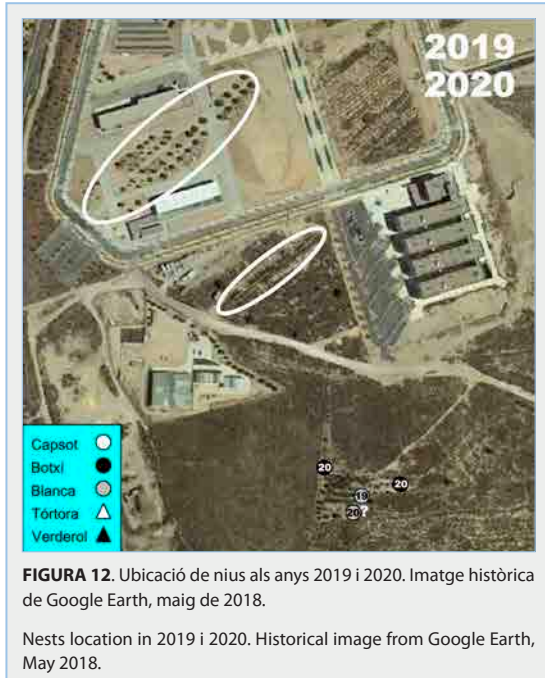 2019
2020
Capsot
Botxí
Blanca
Tórtora
Verderol
20
20
19
20?
FIGURA 12. Ubicació de nius als anys 2019 i 2020. Imatge històrica
de Google Earth, maig de 2018.
Nests location in 2019 i 2020. Historical image from Google Earth,
May 2018.